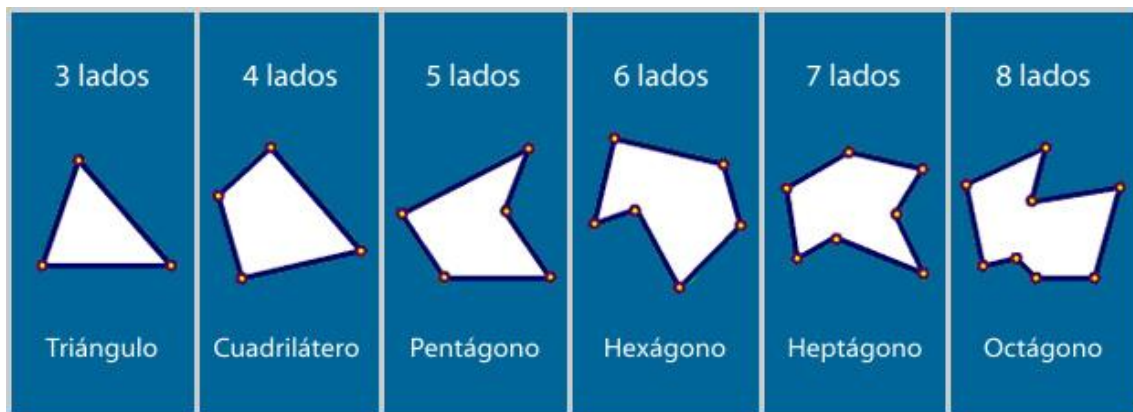 3 lados
4 lados
5 lados
6 lados
7 lados
8 lados
Triángulo
Cuadrilátero
Pentágono
Hexágono
Heptágono
Octágono